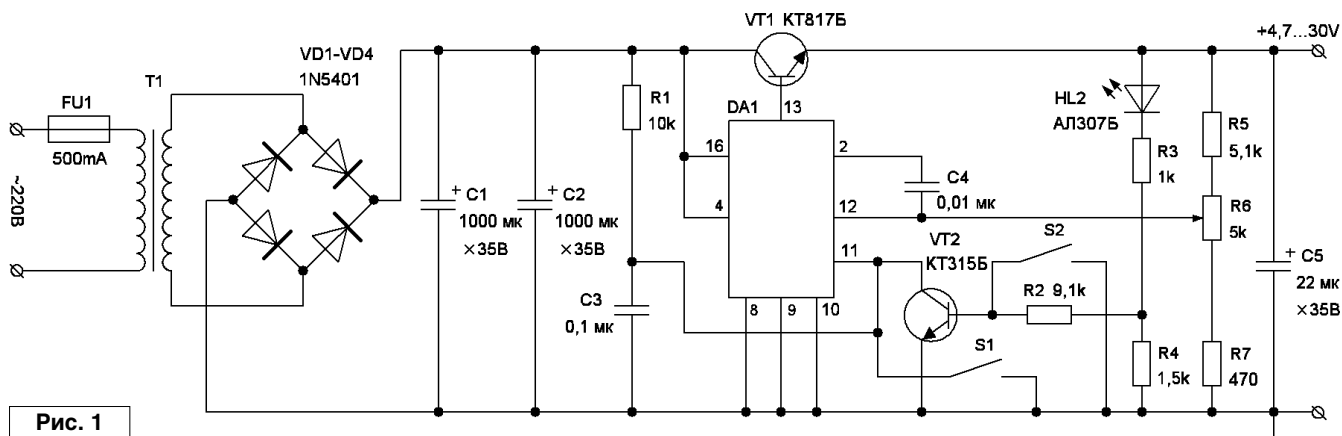 VT1 КТ817Б
+4,7...30V
VD1-VD4
1N5401
T1
FU1
500mA
~220В
+ C1
1000 мк
×35В
+ C2
1000 мк
×35В
R1
10k
C3
0,1 мк
DA1
13
16
4
2
12
11
8
9
10
C4
0,01 мк
VT2
КТ315Б
S2
R2 9,1k
S1
HL2
АЛ307Б
R3
1k
R4
1,5k
R5
5,1k
R6
5k
R7
470
+ C5
22 мк
×35В
Рис. 1